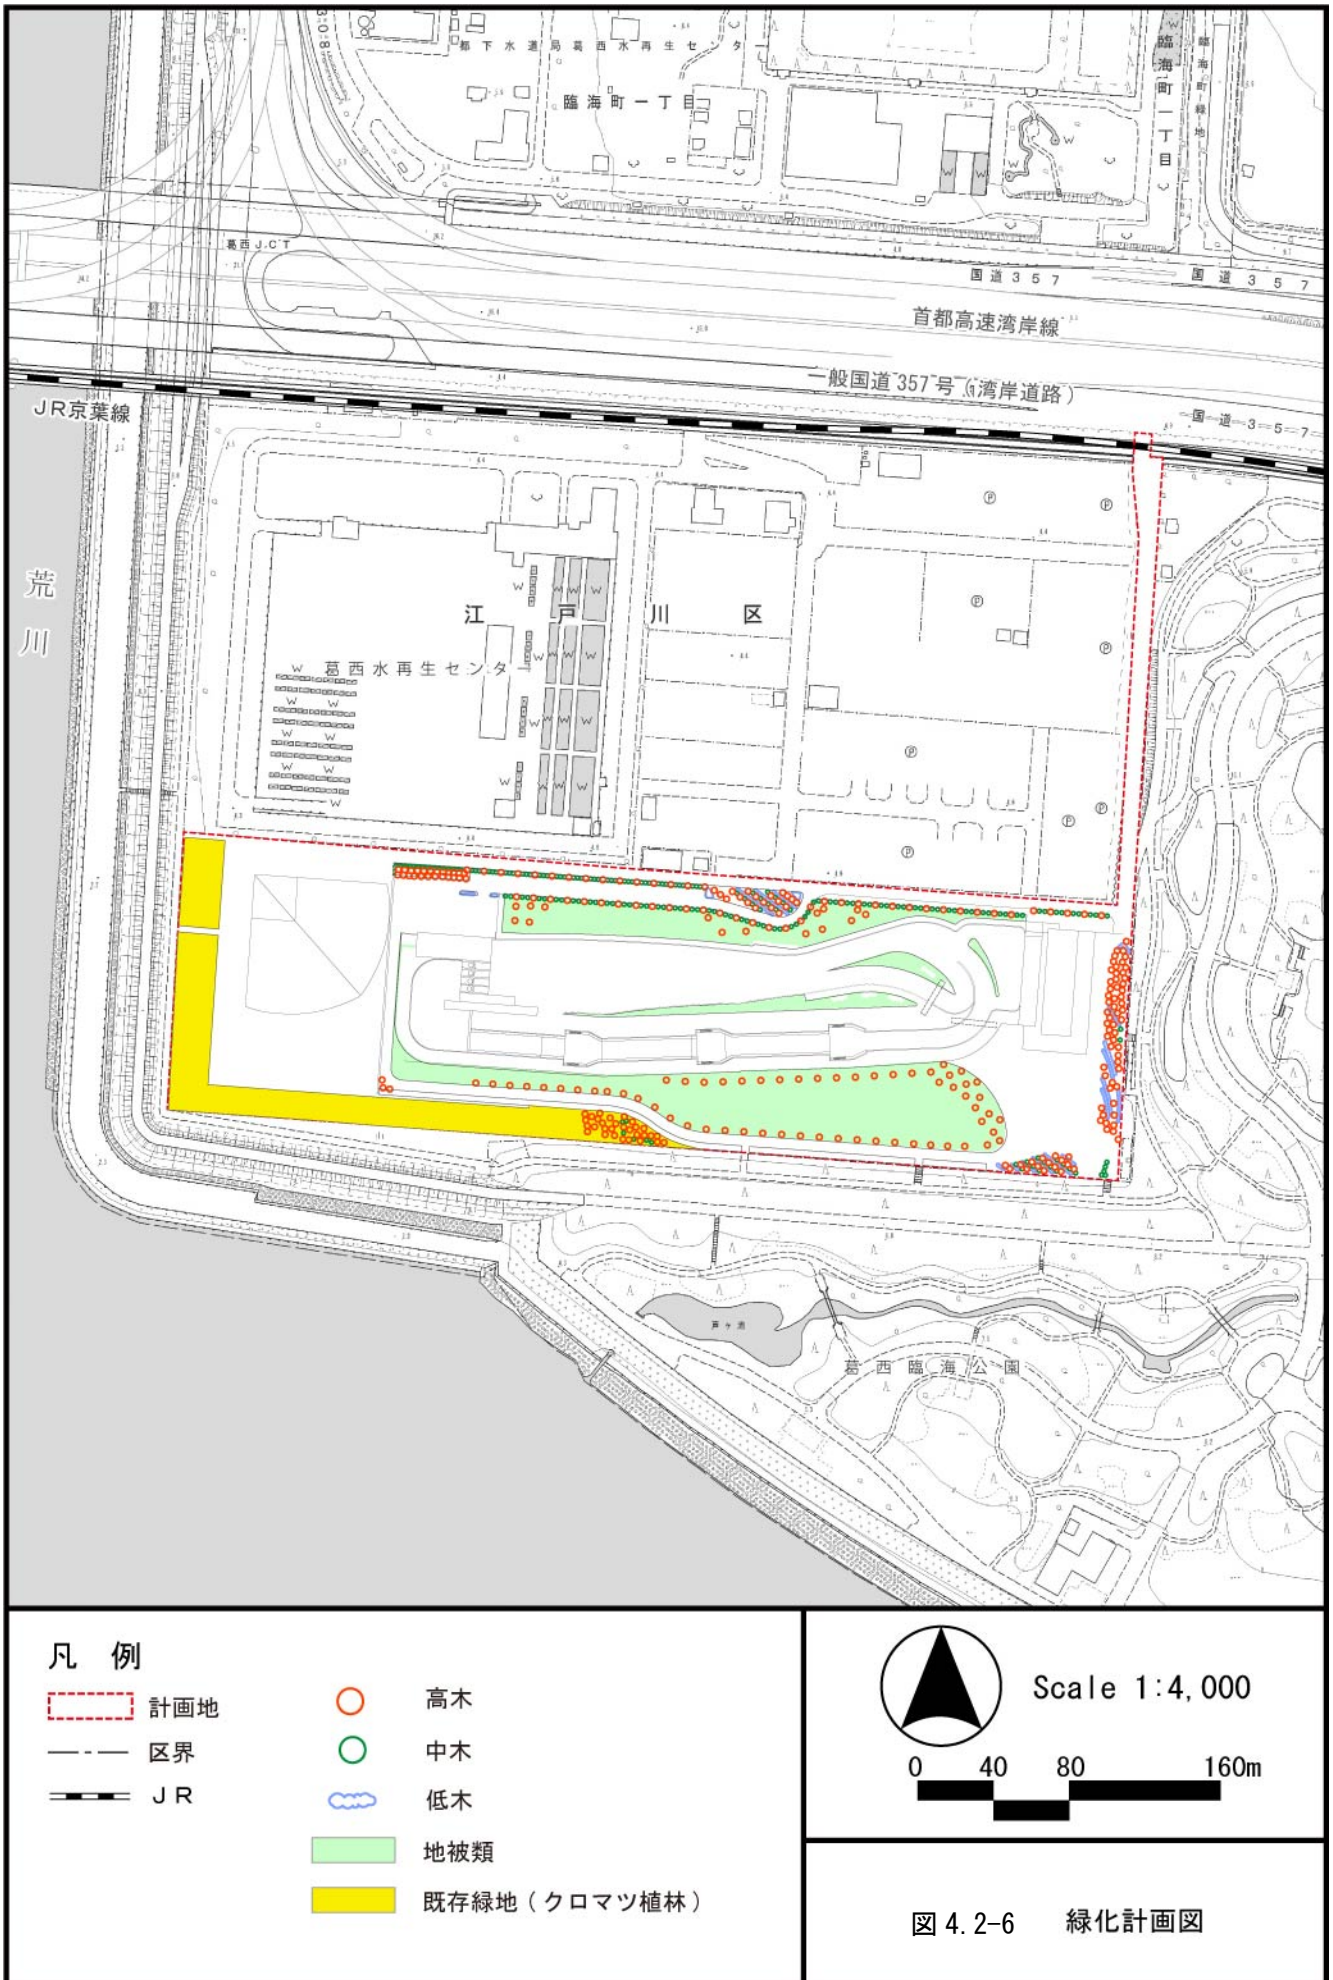 都下水道局葛西水再生センター
臨海町一丁目
臨海町一丁目
臨海町緑地
葛西J.C.T
国道357
国道357
首都高速湾岸線
一般国道357号(湾岸道路)
国道357
JR京葉線
荒川
江戸川区
葛西水再生センター
芦ヶ池
葛西臨海公園
凡 例
計画地
区界
JR
高木
中木
低木
地被類
既存緑地(クロマツ植林)
Scale 1:4,000
0 40 80 160m
図 4.2-6 緑化計画図